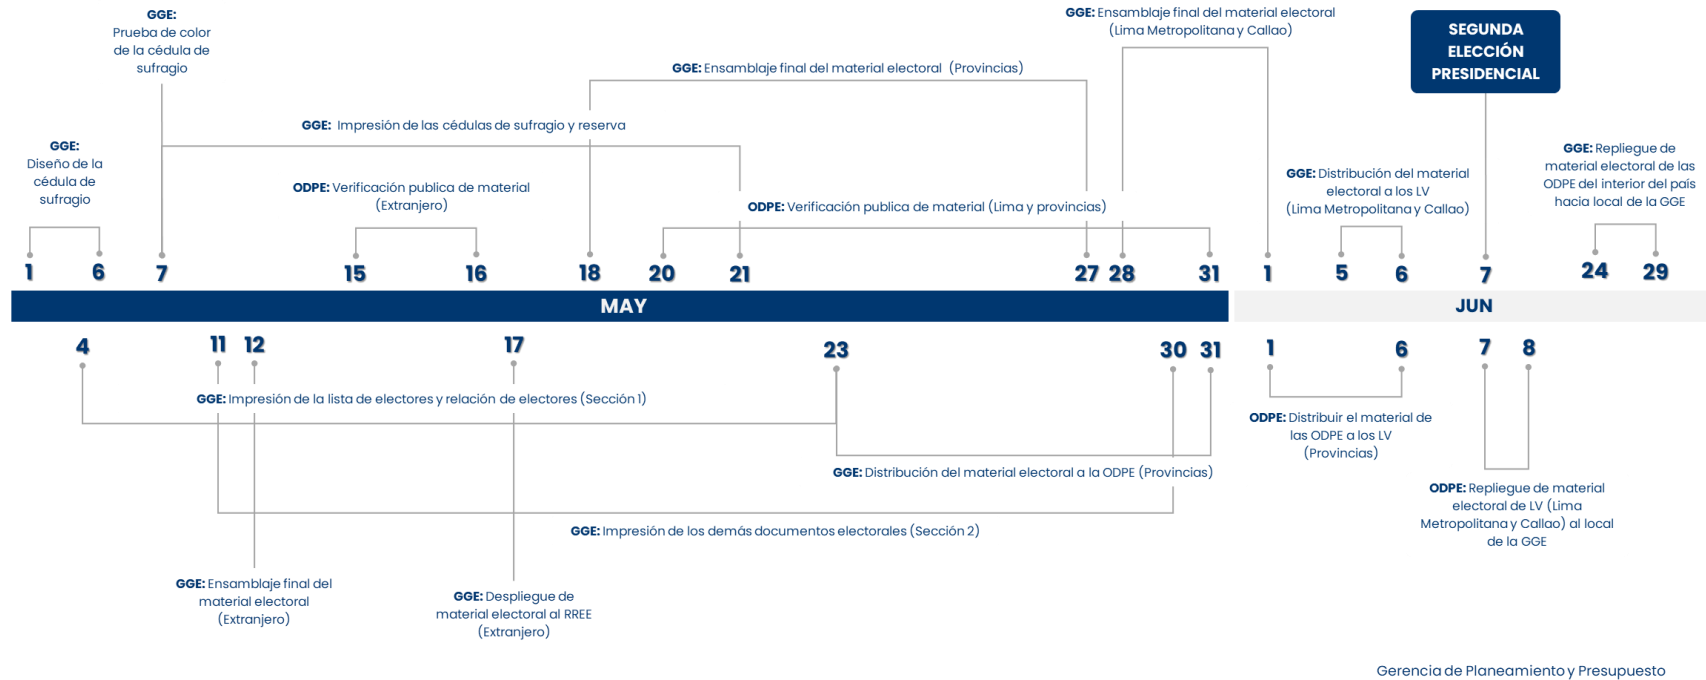 GGE:
Prueba de color
de la cédula de
sufragio
GGE: Ensamblaje final del material electoral
(Lima Metropolitana y Callao)
SEGUNDA
ELECCIÓN
PRESIDENCIAL
GGE: Ensamblaje final del material electoral (Provincias)
GGE: Impresión de las cédulas de sufragio y reserva
GGE:
Diseño de la
cédula de
sufragio
ODPE: Verificación publica de material
(Extranjero)
ODPE: Verificación publica de material (Lima y provincias)
GGE: Distribución del material
electoral a los LV
(Lima Metropolitana y Callao)
GGE: Repliegue de
material electoral de las
ODPE del interior del país
hacia local de la GGE
1 6 7 15 16 18 20 21 27 28 31 1 5 6 7 24 29
MAY JUN
4 11 12 17 23 30 31 1 6 7 8
GGE: Impresión de la lista de electores y relación de electores (Sección 1)
ODPE: Distribuir el material de
las ODPE a los LV
(Provincias)
GGE: Distribución del material electoral a la ODPE (Provincias)
ODPE: Repliegue de material
electoral de LV (Lima
Metropolitana y Callao) al local
de la GGE
GGE: Impresión de los demás documentos electorales (Sección 2)
GGE: Ensamblaje final del
material electoral
(Extranjero)
GGE: Despliegue de
material electoral al RREE
(Extranjero)
Gerencia de Planeamiento y Presupuesto